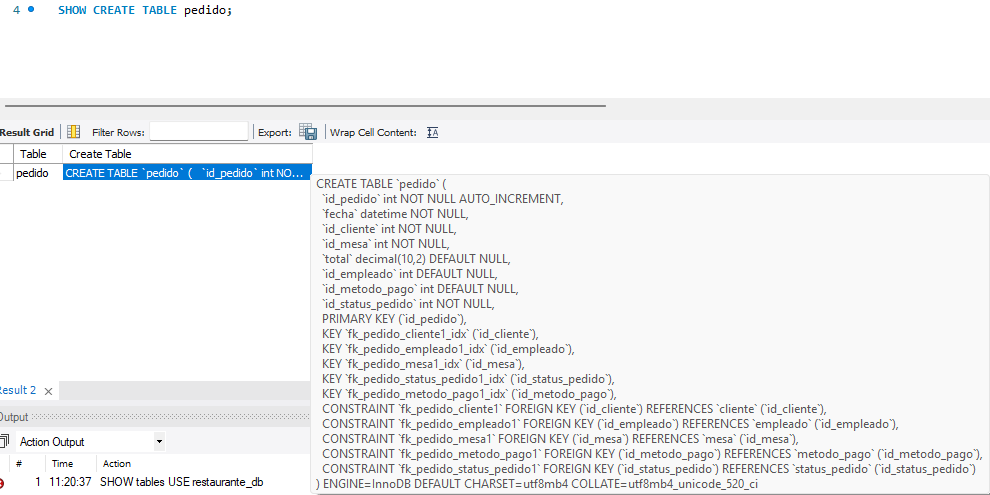 4 SHOW CREATE TABLE pedido;
Result Grid Filter Rows: Export: Wrap Cell Content:
Table Create Table
pedido CREATE TABLE `pedido` ( `id_pedido` int NO...
CREATE TABLE `pedido` (
`id_pedido` int NOT NULL AUTO_INCREMENT,
`fecha` datetime NOT NULL,
`id_cliente` int NOT NULL,
`id_mesa` int NOT NULL,
`total` decimal(10,2) DEFAULT NULL,
`id_empleado` int DEFAULT NULL,
`id_metodo_pago` int DEFAULT NULL,
`id_status_pedido` int NOT NULL,
PRIMARY KEY (`id_pedido`),
KEY `fk_pedido_cliente1_idx` (`id_cliente`),
KEY `fk_pedido_empleado1_idx` (`id_empleado`),
KEY `fk_pedido_mesa1_idx` (`id_mesa`),
KEY `fk_pedido_status_pedido1_idx` (`id_status_pedido`),
KEY `fk_pedido_metodo_pago1_idx` (`id_metodo_pago`),
CONSTRAINT `fk_pedido_cliente1` FOREIGN KEY (`id_cliente`) REFERENCES `cliente` (`id_cliente`),
CONSTRAINT `fk_pedido_empleado1` FOREIGN KEY (`id_empleado`) REFERENCES `empleado` (`id_empleado`),
CONSTRAINT `fk_pedido_mesa1` FOREIGN KEY (`id_mesa`) REFERENCES `mesa` (`id_mesa`),
CONSTRAINT `fk_pedido_metodo_pago1` FOREIGN KEY (`id_metodo_pago`) REFERENCES `metodo_pago` (`id_metodo_pago`),
CONSTRAINT `fk_pedido_status_pedido1` FOREIGN KEY (`id_status_pedido`) REFERENCES `status_pedido` (`id_status_pedido`)
) ENGINE=InnoDB DEFAULT CHARSET=utf8mb4 COLLATE=utf8mb4_unicode_520_ci
Result 2
Output
Action Output
# Time Action
1 11:20:37 SHOW tables USE restaurante_db